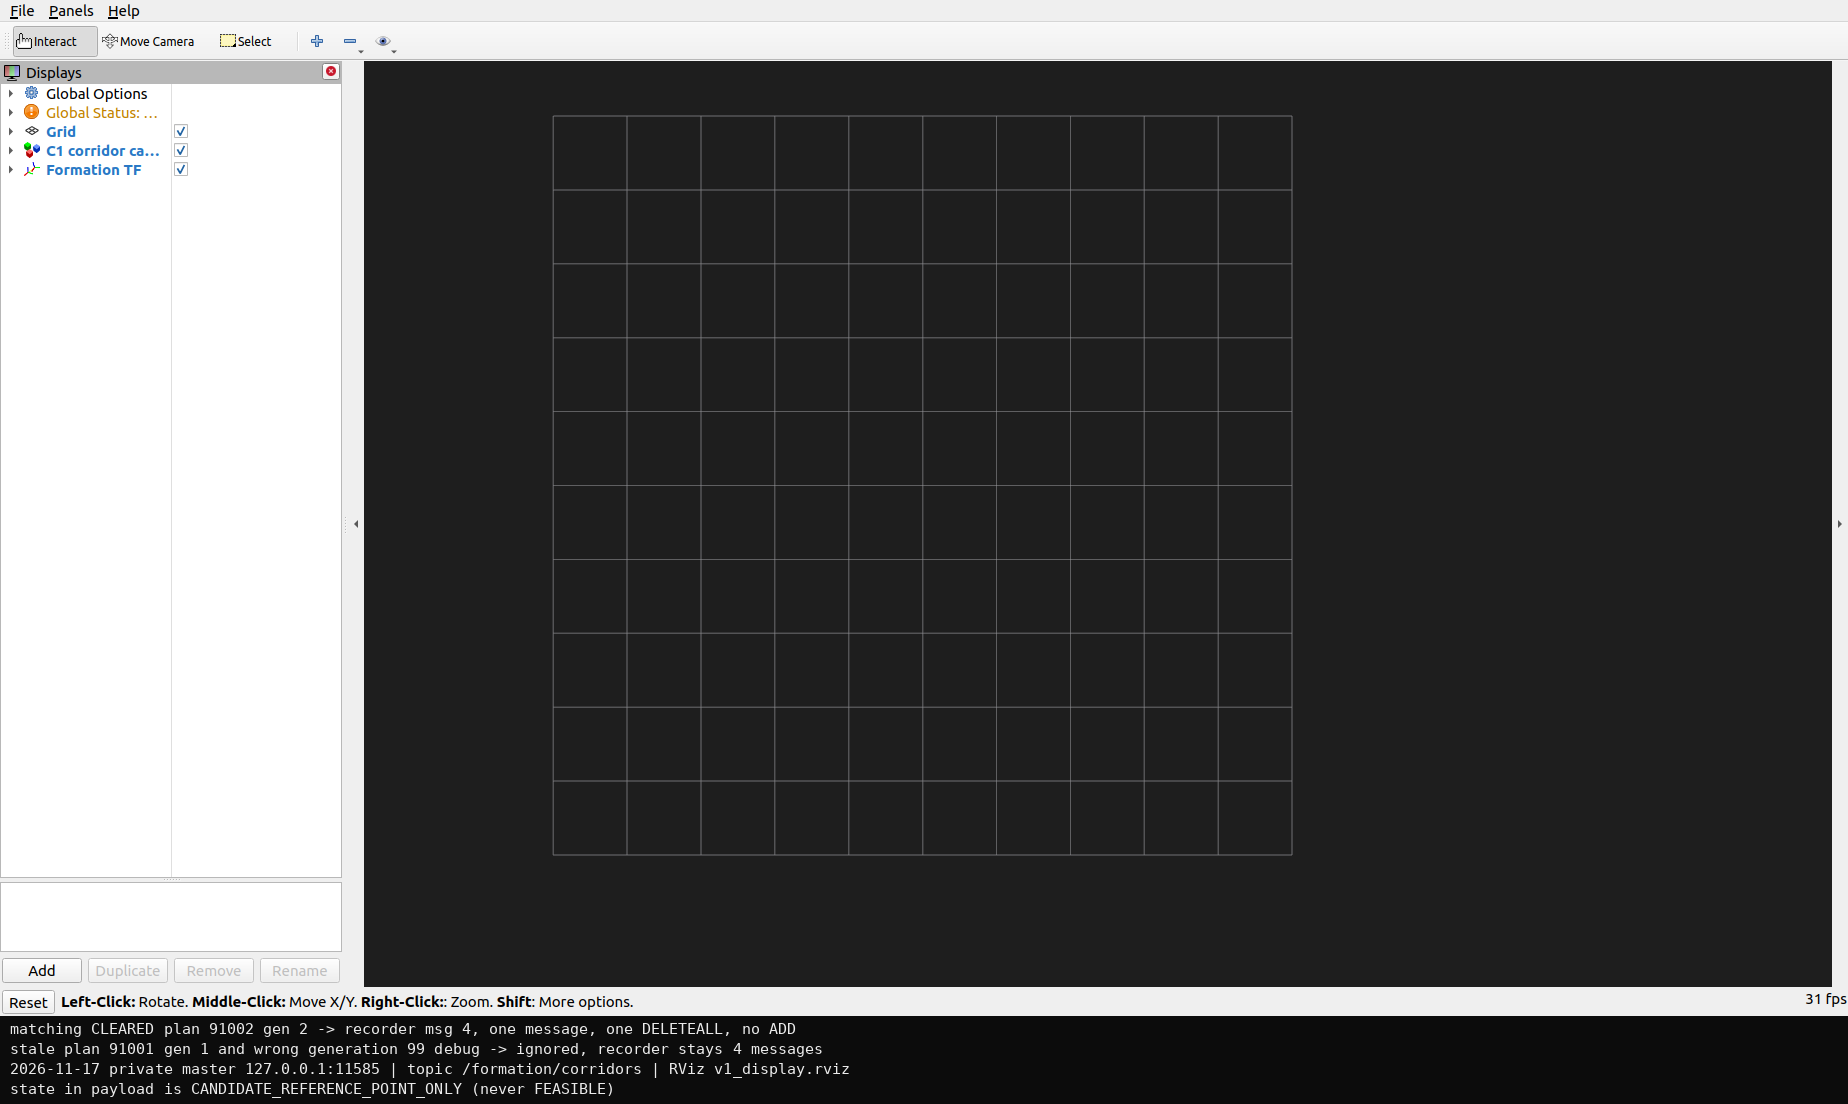 File Panels Help
Interact Move Camera Select
Displays
Global Options
Global Status: ...
Grid
C1 corridor ca...
Formation TF
Add Duplicate Remove Rename
Reset Left-Click: Rotate. Middle-Click: Move X/Y. Right-Click:: Zoom. Shift: More options. 31 fps
matching CLEARED plan 91002 gen 2 -> recorder msg 4, one message, one DELETEALL, no ADD
stale plan 91001 gen 1 and wrong generation 99 debug -> ignored, recorder stays 4 messages
2026-11-17 private master 127.0.0.1:11585 | topic /formation/corridors | RViz v1_display.rviz
state in payload is CANDIDATE_REFERENCE_POINT_ONLY (never FEASIBLE)